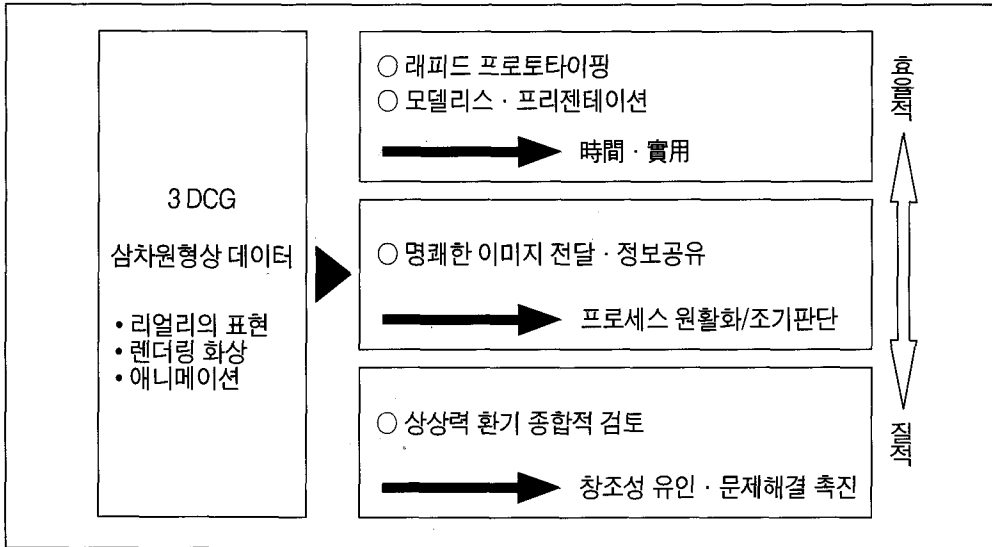 3 DCG
삼차원형상 데이터
• 리얼리의 표현
• 렌더링 화상
• 애니메이션
○ 래피드 프로토타이핑
○ 모델리스 · 프리젠테이션
時間 · 實用
○ 명쾌한 이미지 전달 · 정보공유
프로세스 원활화/조기판단
○ 상상력 환기 종합적 검토
창조성 유인 · 문제해결 촉진
효율적
질적